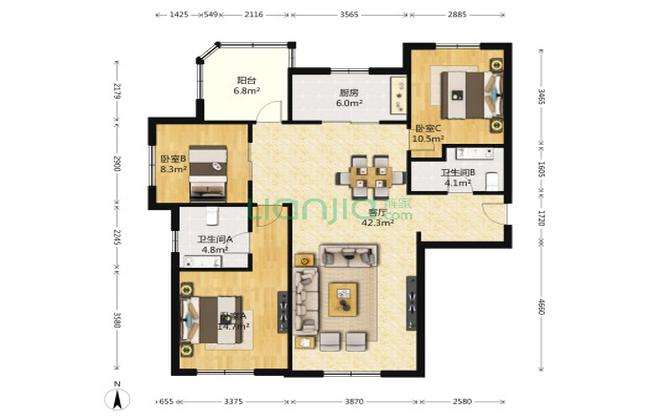 1425 549 2116 3565 2885
2179
2900
2245
3580
3465
1605
1720
4660
阳台
6.8m²
厨房
6.0m²
卧室C
10.5m²
卧室B
8.3m²
卫生间B
4.1m²
Lianjia
链家
.com
客厅
42.3m²
卫生间A
4.8m²
卧室A
14.7m²
N
655 3375 3870 2580